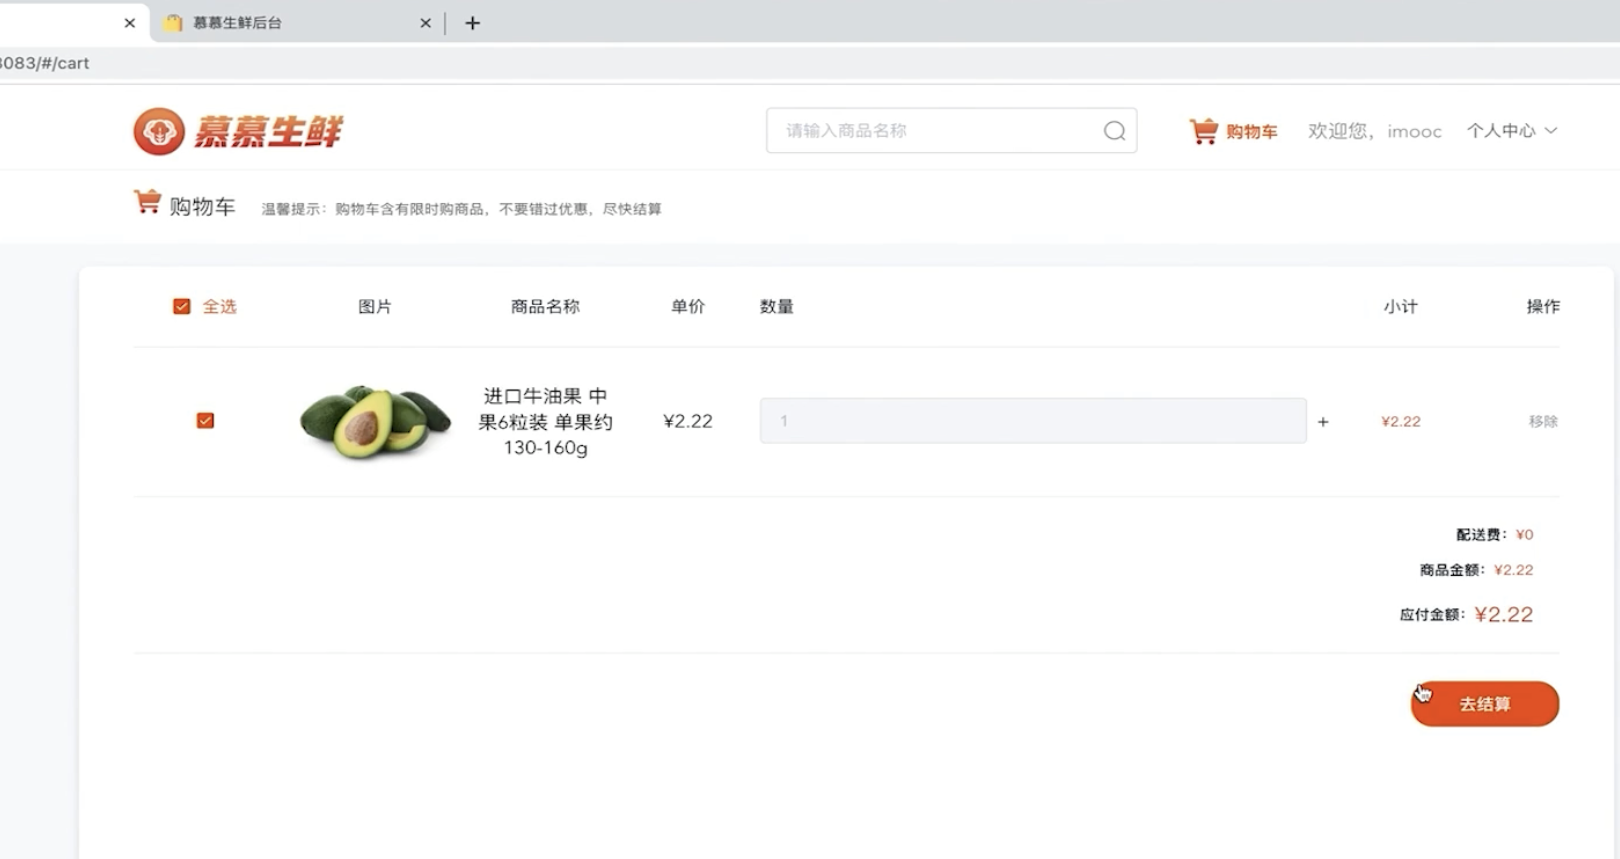 慕慕生鲜后台
3083/#/cart
慕慕生鲜
请输入商品名称
购物车
欢迎您，imooc
个人中心
购物车
温馨提示：购物车含有限时购商品，不要错过优惠，尽快结算
全选 图片 商品名称 单价 数量 小计 操作
进口牛油果 中
果6粒装 单果约
130-160g
¥2.22
1
+
¥2.22
移除
配送费：¥0
商品金额：¥2.22
应付金额：¥2.22
去结算